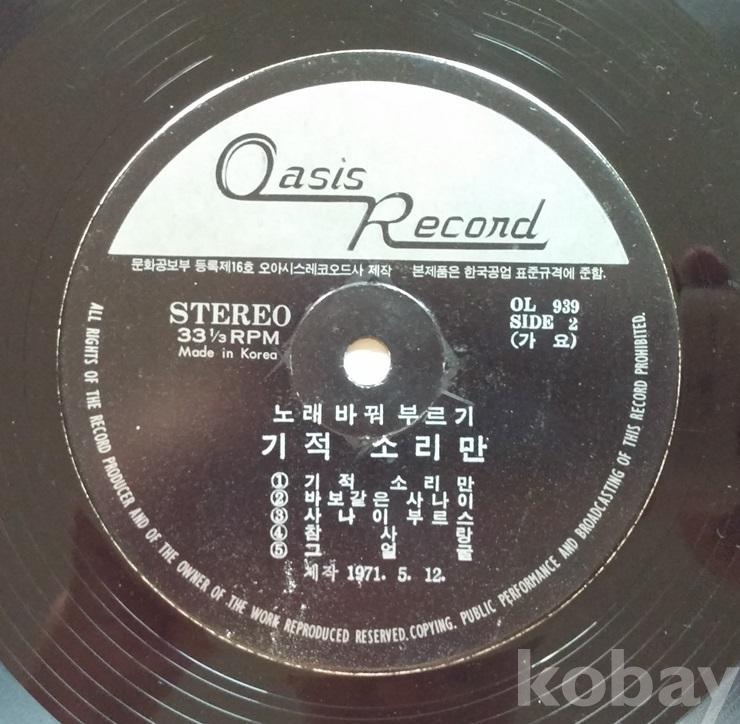 Oasis
Record
문화공보부 등록제16호 오아시스레코오드사 제작 본제품은 한국공업 표준규격에 준함.
STEREO
33⅓RPM
Made in Korea
OL 939
SIDE 2
(가 요)
노래바꿔 부르기
기적 소리만
① 기적 소리만
② 바보같은 사나이
③ 사나이 부르스
④ 참 사 랑
⑤ 그 얼 굴
제작 1971. 5. 12.
ALL RIGHTS OF THE RECORD PRODUCER AND OF THE OWNER OF THE WORK REPRODUCED RESERVED. COPYING. PUBLIC PERFORMANCE AND BROADCASTING OF THIS RECORD PROHIBITED.
kobay